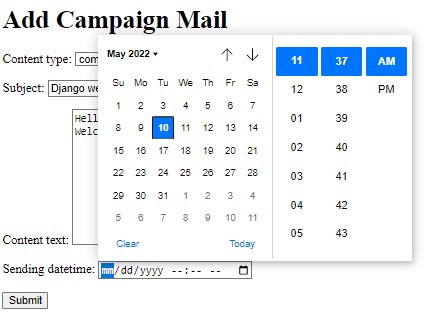 Add Campaign Mail
Content type: com
Subject: Django we
Hell
Welc
Content text:
May 2022
Su Mo Tu We Th Fr Sa
1 2 3 4 5 6 7
8 9 10 11 12 13 14
15 16 17 18 19 20 21
22 23 24 25 26 27 28
29 30 31 1 2 3 4
5 6 7 8 9 10 11
Clear Today
11 37 AM
12 38 PM
01 39
02 40
03 41
04 42
05 43
Sending datetime: mm/dd/yyyy --:-- --
Submit